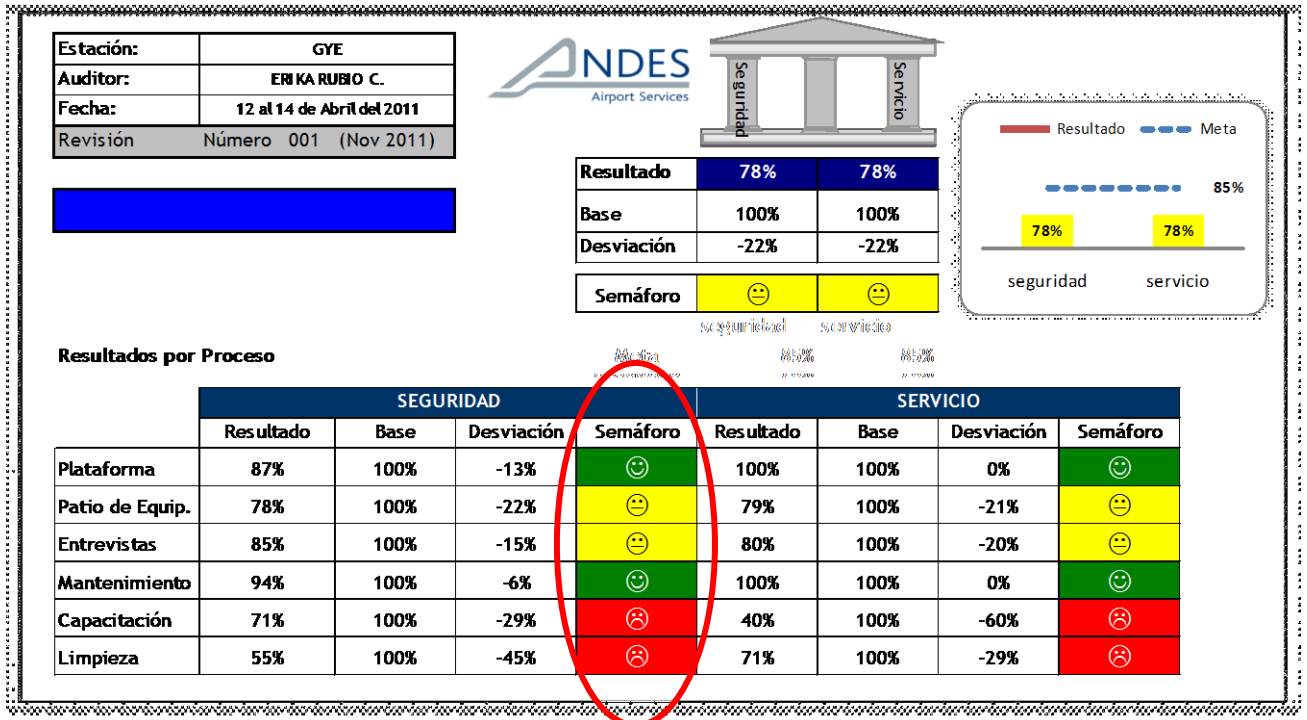 Estación: GYE
Auditor: ERIKA RUBIO C.
Fecha: 12 al 14 de Abril del 2011
Revisión Número 001 (Nov 2011)
ANDES
Airport Services
Seguridad
Servicio
Resultado 78% 78%
Base 100% 100%
Desviación -22% -22%
Semáforo
Resultado Meta
85%
78% 78%
seguridad servicio
seguridad servicio
Meta 85% 85%
Resultados por Proceso
SEGURIDAD SERVICIO
Resultado Base Desviación Semáforo Resultado Base Desviación Semáforo
Plataforma 87% 100% -13% 100% 100% 0%
Patio de Equip. 78% 100% -22% 79% 100% -21%
Entrevistas 85% 100% -15% 80% 100% -20%
Mantenimiento 94% 100% -6% 100% 100% 0%
Capacitación 71% 100% -29% 40% 100% -60%
Limpieza 55% 100% -45% 71% 100% -29%